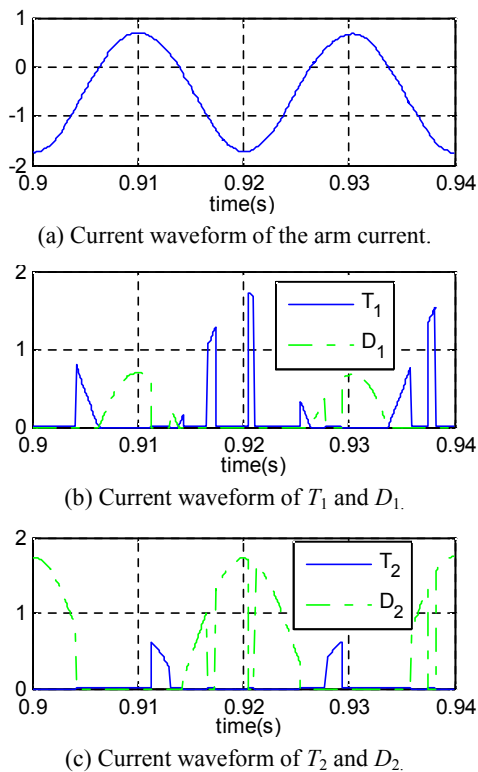 1
0
-1
-2
0.9 0.91 0.92 0.93 0.94
time(s)
(a) Current waveform of the arm current.
2
1
0
T1
D1
0.9 0.91 0.92 0.93 0.94
time(s)
(b) Current waveform of T1 and D1.
2
1
0
T2
D2
0.9 0.91 0.92 0.93 0.94
time(s)
(c) Current waveform of T2 and D2.